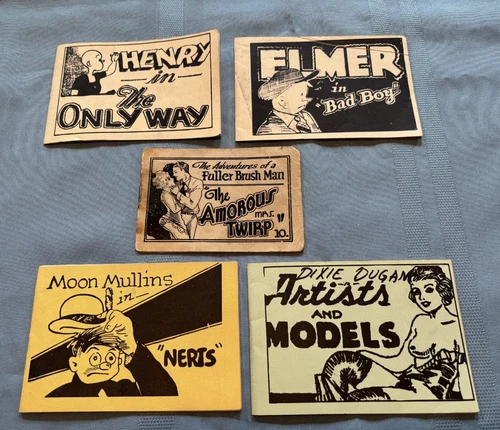 HENRY
in
The
ONLY WAY
ELMER
in
"Bad Boy"
The Adventures of a
Fuller Brush Man
"The
AMOROUS
MRS.
TWIRP"
10.
Moon Mullins
in
"NERTS"
DIXIE DUGAN
Artists
AND
MODELS